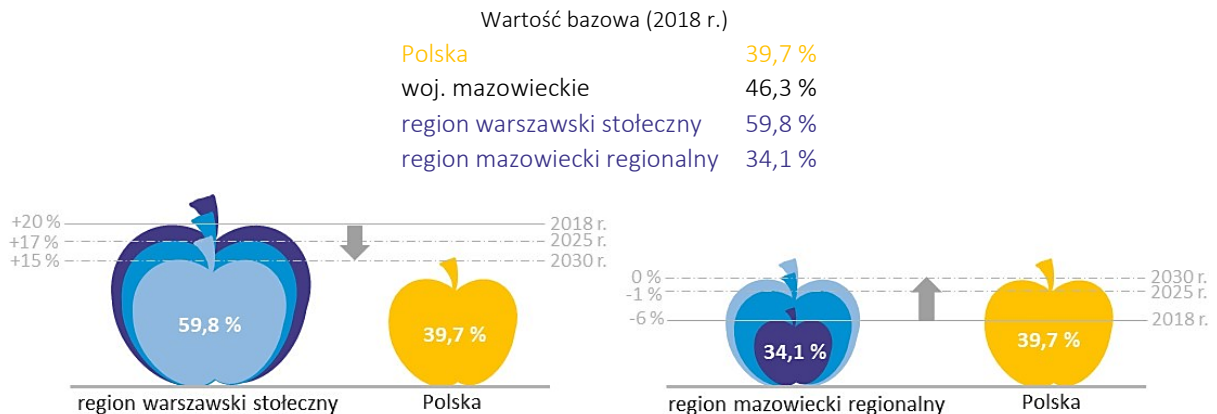 Wartość bazowa (2018 r.)
Polska 39,7 %
woj. mazowieckie 46,3 %
region warszawski stołeczny 59,8 %
region mazowiecki regionalny 34,1 %
+20 % 2018 r.
+17 % 2025 r.
+15 % 2030 r.
59,8 %
39,7 %
region warszawski stołeczny
Polska
0 % 2030 r.
-1 % 2025 r.
-6 % 2018 r.
34,1 %
39,7 %
region mazowiecki regionalny
Polska